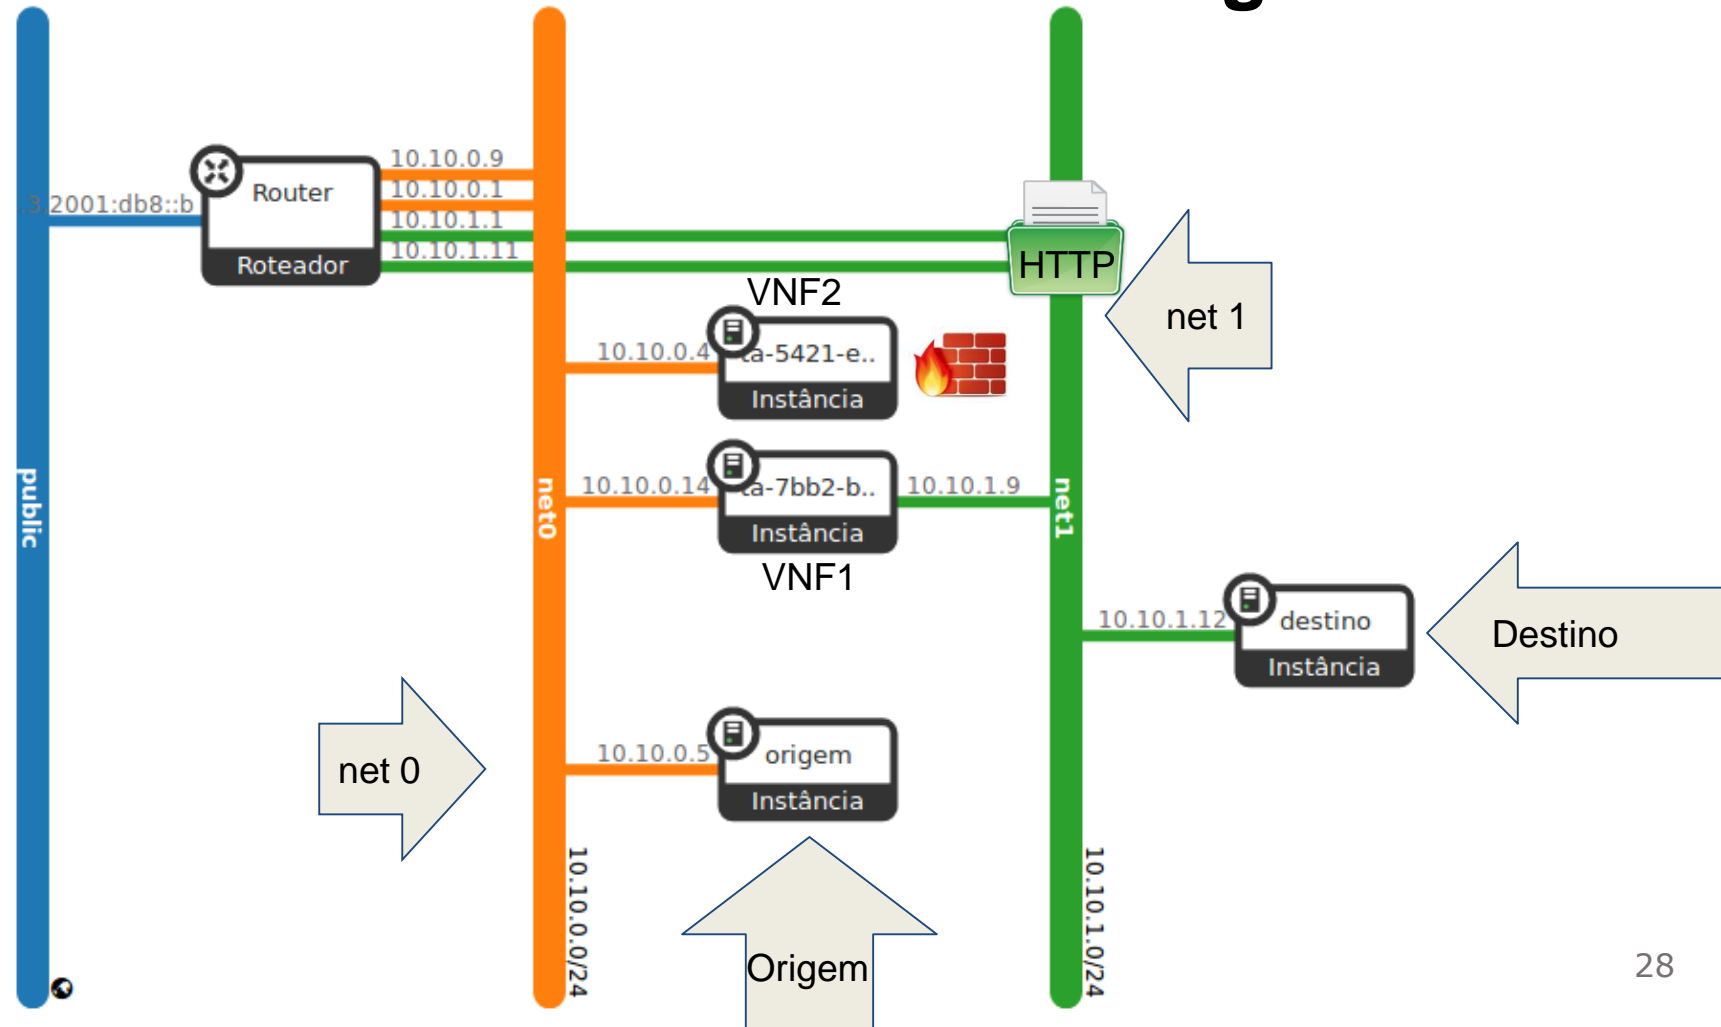 g
10.10.0.9
10.10.0.1
10.10.1.1
10.10.1.11
Router
Roteador
.3,2001:db8::b
HTTP
net 1
VNF2
10.10.0.4
ta-5421-e..
Instância
10.10.0.14
ta-7bb2-b..
10.10.1.9
Instância
VNF1
public
net0
net1
10.10.1.12
destino
Instância
Destino
net 0
10.10.0.5
origem
Instância
Origem
10.10.0.0/24
10.10.1.0/24
28